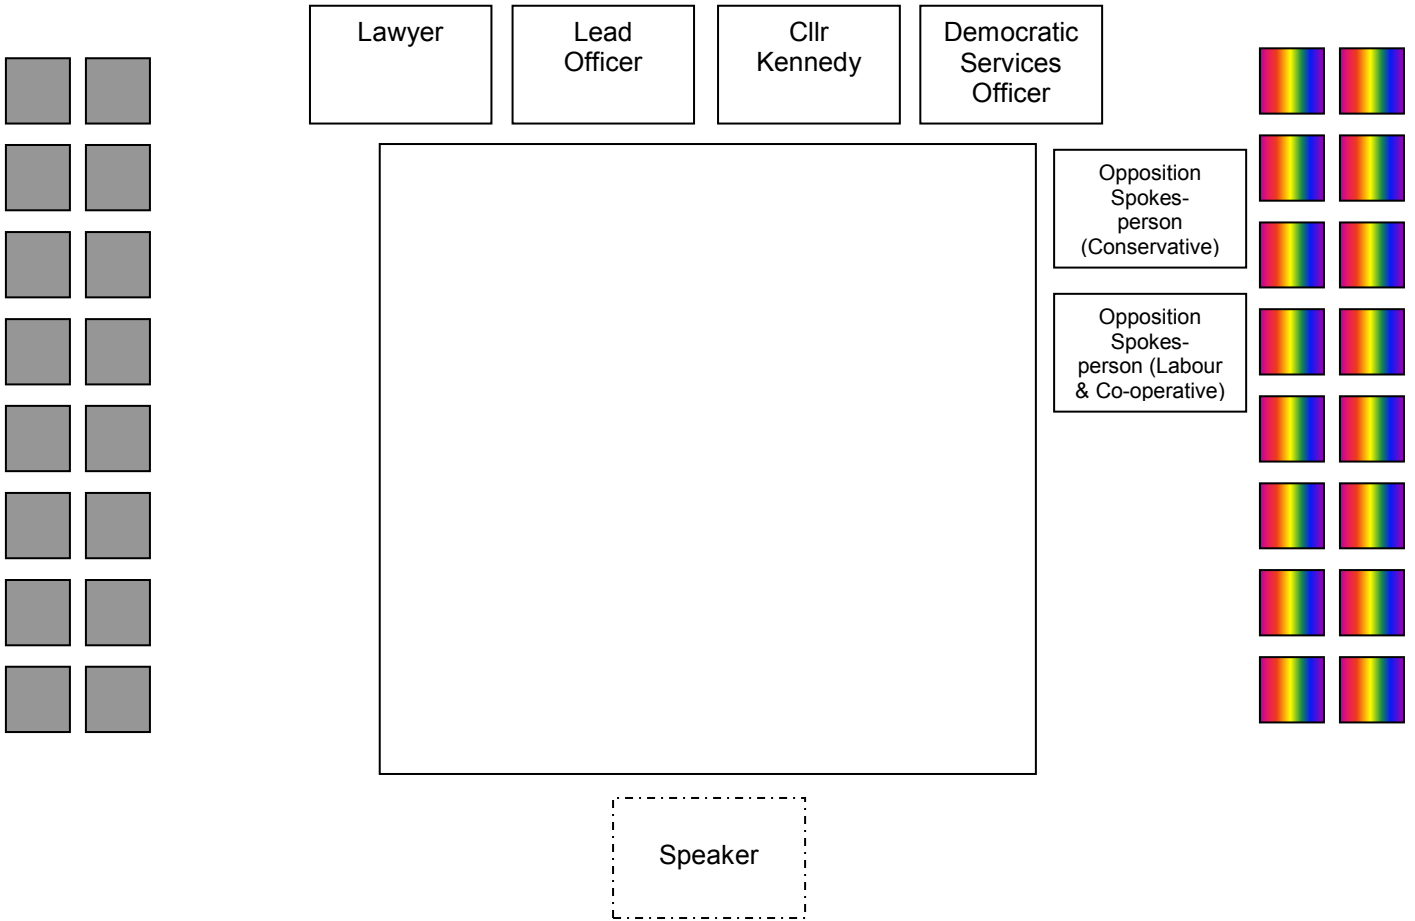 Lawyer
Lead
Officer
Cllr
Kennedy
Democratic
Services
Officer
Opposition
Spokes-
person
(Conservative)
Opposition
Spokes-
person (Labour
& Co-operative)
Speaker